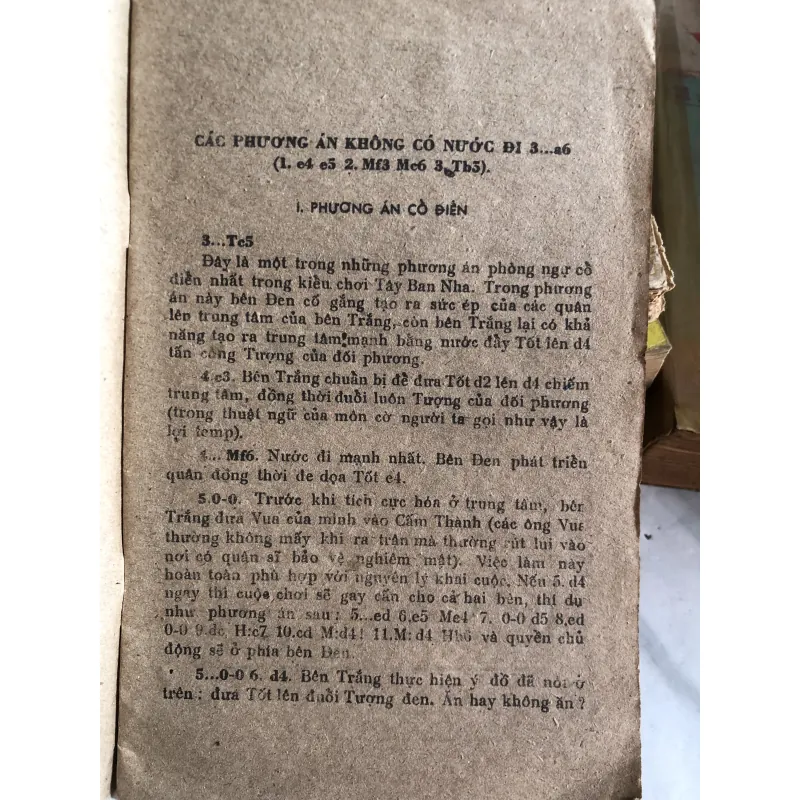 CÁC PHƯƠNG ÁN KHÔNG CÓ NƯỚC ĐI 3...a6
(1. e4 e5 2. Mf3 Mc6 3. Tb5).
I. PHƯƠNG ÁN CỔ ĐIỂN
3...Tc5
Đây là một trong những phương án phòng ngự cổ
điển nhất trong kiểu chơi Tây Ban Nha. Trong phương
án này bên Đen cố gắng tạo ra sức ép của các quân
lên trung tâm của bên Trắng, còn bên Trắng lại có khả
năng tạo ra trung tâm mạnh bằng nước đẩy Tốt lên d4
tấn công Tượng của đối phương.
4.c3. Bên Trắng chuẩn bị để đưa Tốt d2 lên d4 chiếm
trung tâm, đồng thời đuổi luôn Tượng của đối phương
(trong thuật ngữ của môn cờ người ta gọi như vậy là
lợi temp).
4... Mf6. Nước đi mạnh nhất. Bên Đen phát triển
quân đồng thời đe dọa Tốt e4.
5.0-0. Trước khi tích cực hóa ở trung tâm, bên
Trắng đưa Vua của mình vào Cấm Thành (các ông Vua
thường không mấy khi ra trận mà thường rút lui vào
nơi có quân sĩ bảo vệ nghiêm mật). Việc làm này
hoàn toàn phù hợp với nguyên lý khai cuộc. Nếu 5. d4
ngay thì cuộc chơi sẽ gay cấn cho cả hai bên, thí dụ
như phương án sau: 5...ed 6.e5 Me4 7. 0-0 d5 8.ed
0-0 9.dc H:c7 10.cd M:d4! 11.M:d4 Hh6 và quyền chủ
động sẽ ở phía bên Đen.
5...0-0 6. d4. Bên Trắng thực hiện ý đồ đã nói ở
trên: đưa Tốt lên đuổi Tượng đen. Ăn hay không ăn?